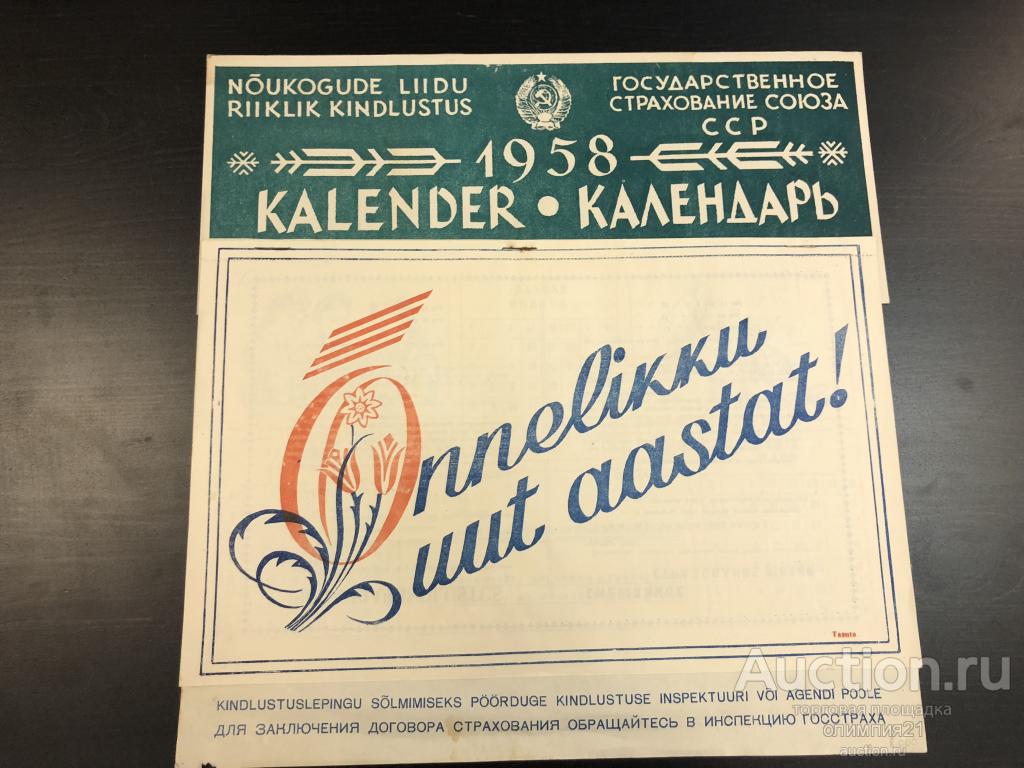 NÕUKOGUDE LIIDU
RIIKLIK KINDLUSTUS
ГОСУДАРСТВЕННОЕ
СТРАХОВАНИЕ СОЮЗА
ССР
1958
KALENDER • КАЛЕНДАРЬ
Õnnelikku
uut aastat!
Tasuta
KINDLUSTUSLEPINGU SÕLMIMISEKS PÖÖRDUGE KINDLUSTUSE INSPEKTUURI VÕI AGENDI POOLE
ДЛЯ ЗАКЛЮЧЕНИЯ ДОГОВОРА СТРАХОВАНИЯ ОБРАЩАЙТЕСЬ В ИНСПЕКЦИЮ ГОССТРАХА
Auction.ru
торговая площадка
олимпия21
auction.ru